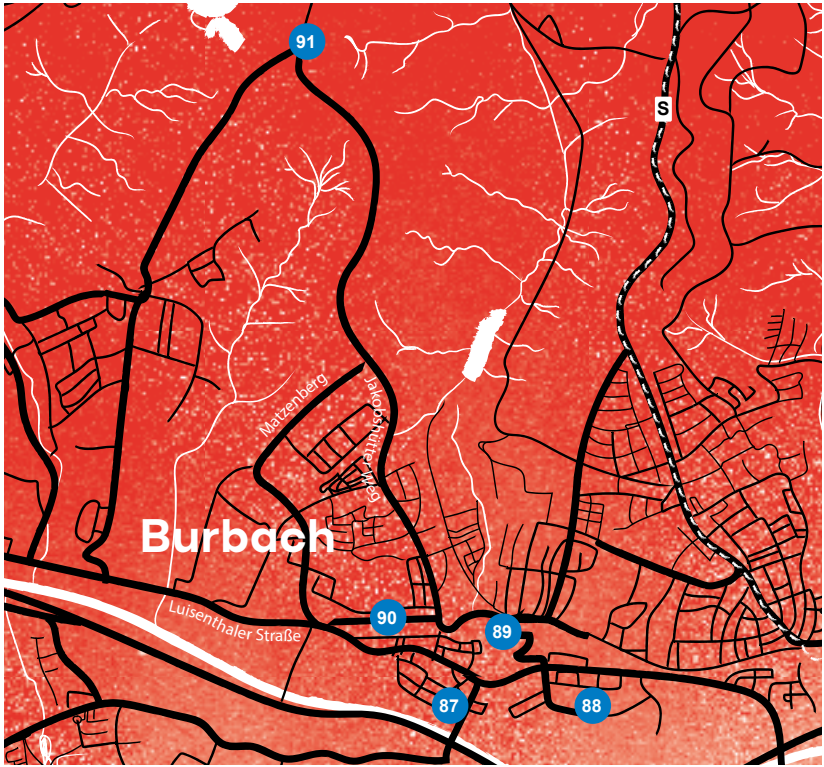 91
S
Matzenberg
Jakobshütter Weg
Burbach
Luisenthaler Straße
90
89
87
88